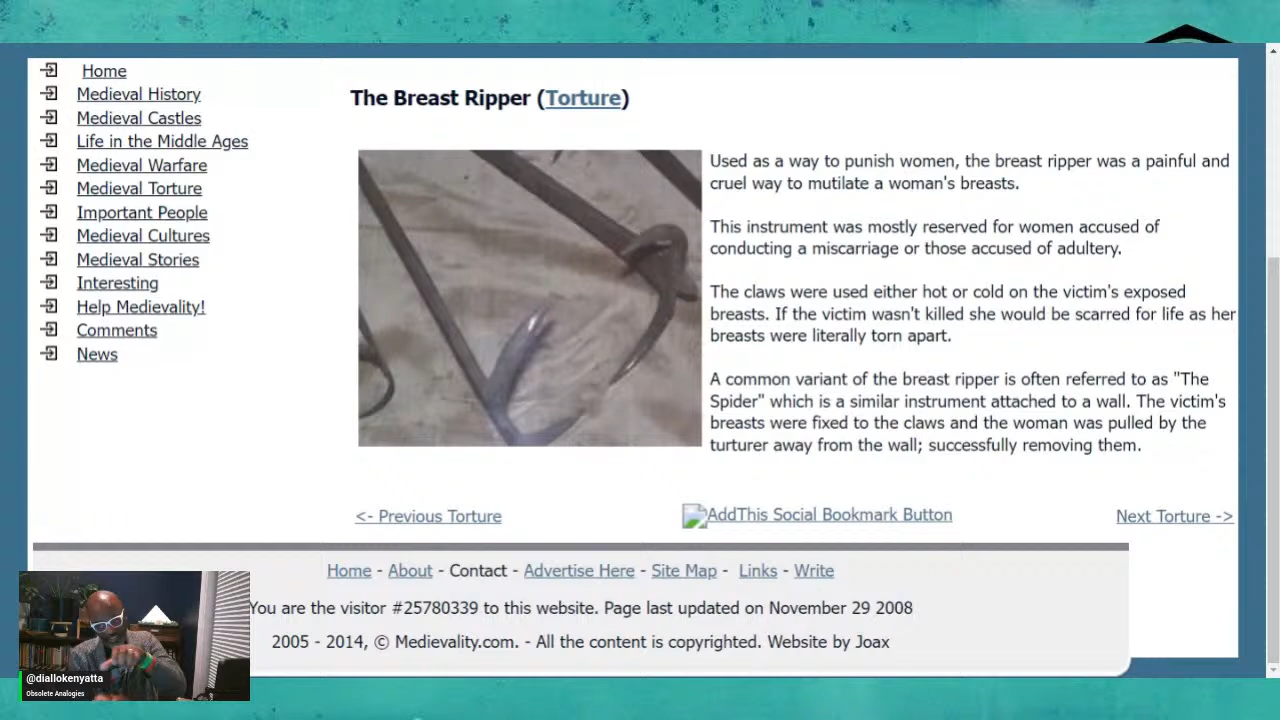 Home
Medieval History
Medieval Castles
Life in the Middle Ages
Medieval Warfare
Medieval Torture
Important People
Medieval Cultures
Medieval Stories
Interesting
Help Medievality!
Comments
News
The Breast Ripper (Torture)
Used as a way to punish women, the breast ripper was a painful and
cruel way to mutilate a woman's breasts.
This instrument was mostly reserved for women accused of
conducting a miscarriage or those accused of adultery.
The claws were used either hot or cold on the victim's exposed
breasts. If the victim wasn't killed she would be scarred for life as her
breasts were literally torn apart.
A common variant of the breast ripper is often referred to as "The
Spider" which is a similar instrument attached to a wall. The victim's
breasts were fixed to the claws and the woman was pulled by the
turturer away from the wall; successfully removing them.
<- Previous Torture
AddThis Social Bookmark Button
Next Torture ->
Home - About - Contact - Advertise Here - Site Map - Links - Write
You are the visitor #25780339 to this website. Page last updated on November 29 2008
2005 - 2014, © Medievality.com. - All the content is copyrighted. Website by Joax
@diallokenyatta
Obsolete Analogies